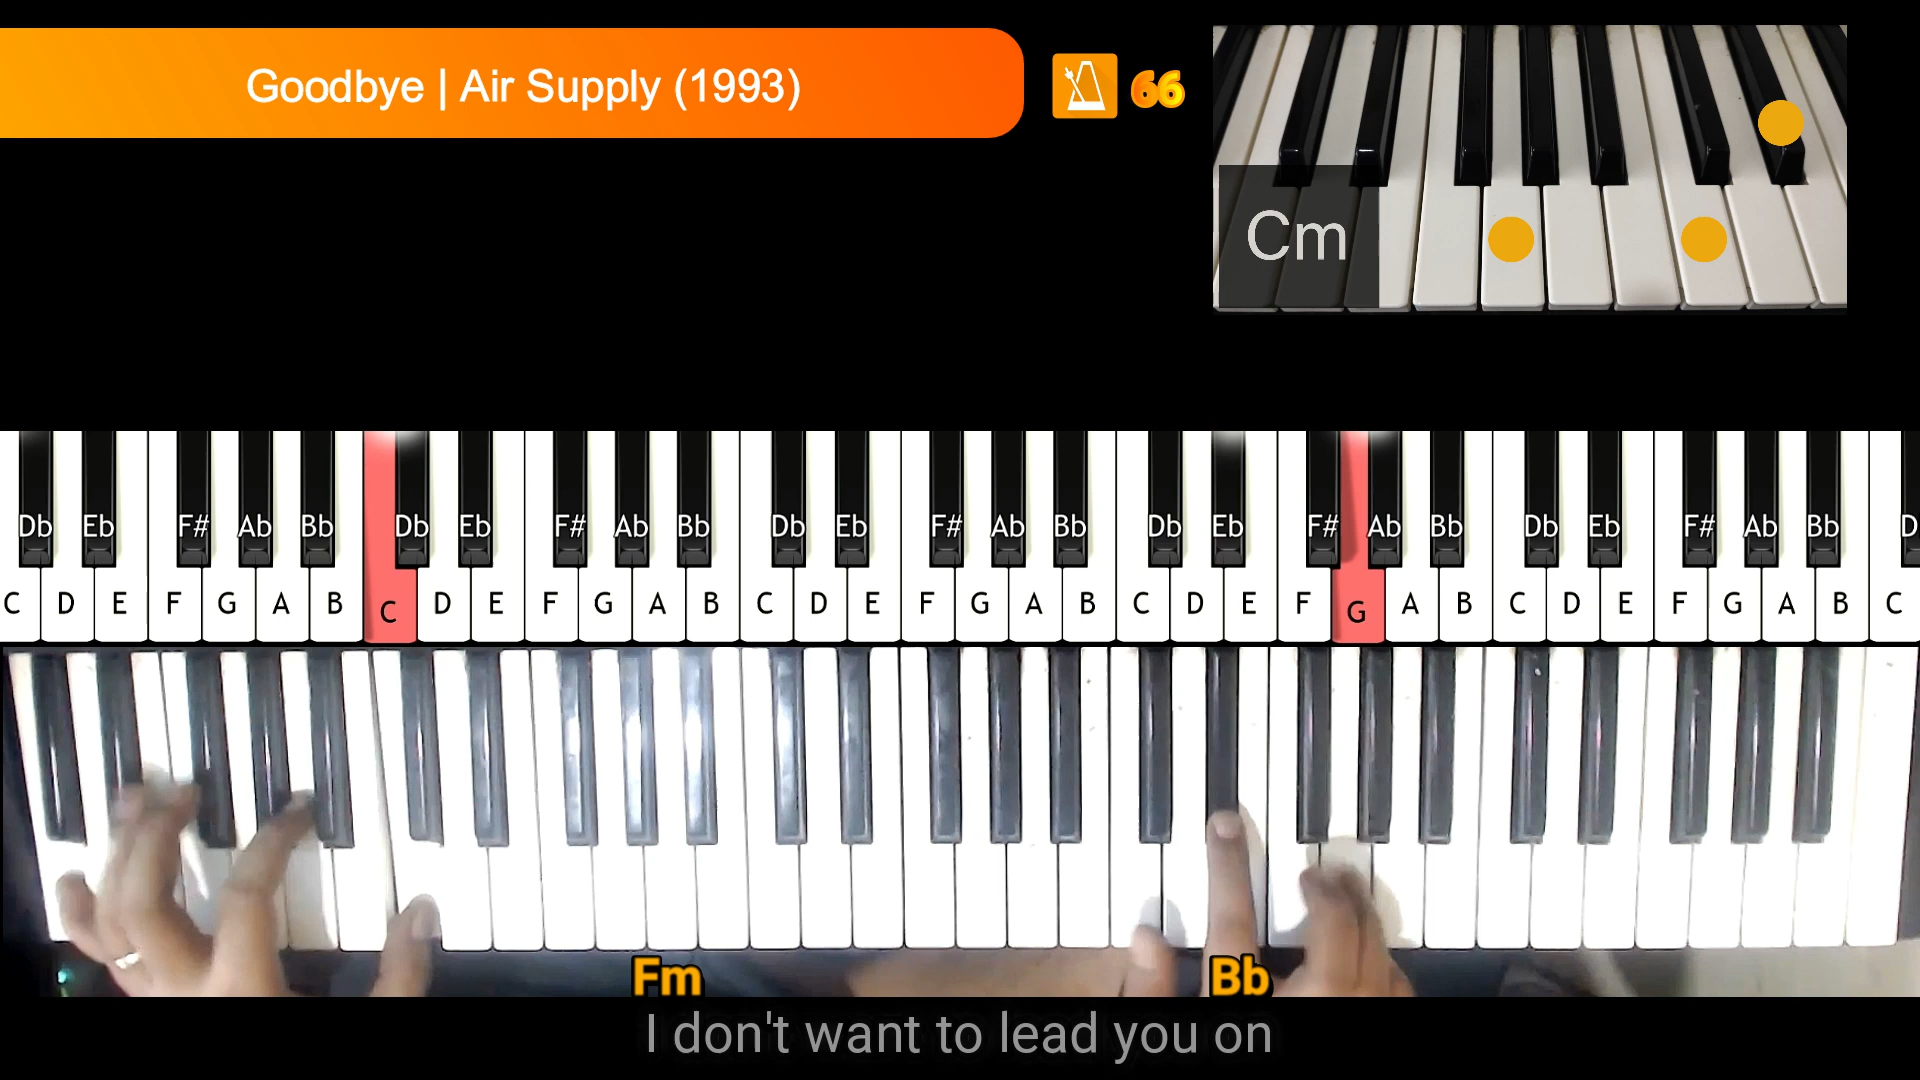 Goodbye | Air Supply (1993)
66
Cm
Db Eb F# Ab Bb Db Eb F# Ab Bb Db Eb F# Ab Bb Db Eb F# Ab Bb Db Eb F# Ab Bb D
C D E F G A B C D E F G A B C D E F G A B C D E F G A B C D E F G A B C
Fm Bb
I don't want to lead you on